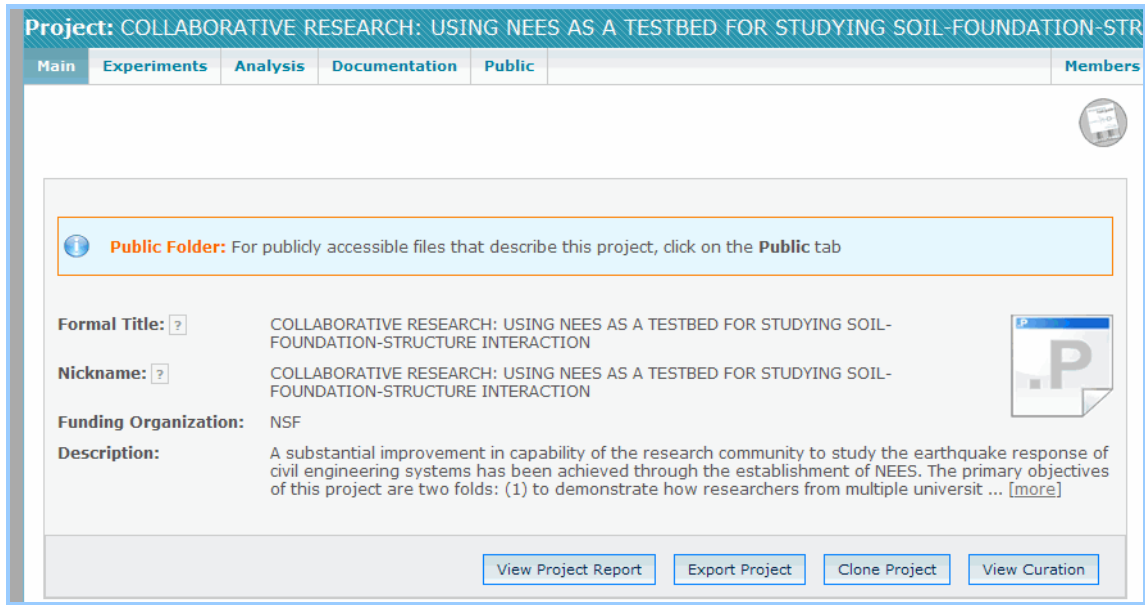 Project: COLLABORATIVE RESEARCH: USING NEES AS A TESTBED FOR STUDYING SOIL-FOUNDATION-STR
Main Experiments Analysis Documentation Public Members
Public Folder: For publicly accessible files that describe this project, click on the Public tab
Formal Title: ? COLLABORATIVE RESEARCH: USING NEES AS A TESTBED FOR STUDYING SOIL-
FOUNDATION-STRUCTURE INTERACTION
.P
Nickname: ? COLLABORATIVE RESEARCH: USING NEES AS A TESTBED FOR STUDYING SOIL-
FOUNDATION-STRUCTURE INTERACTION
Funding Organization: NSF
Description: A substantial improvement in capability of the research community to study the earthquake response of
civil engineering systems has been achieved through the establishment of NEES. The primary objectives
of this project are two folds: (1) to demonstrate how researchers from multiple universit ... [more]
View Project Report Export Project Clone Project View Curation